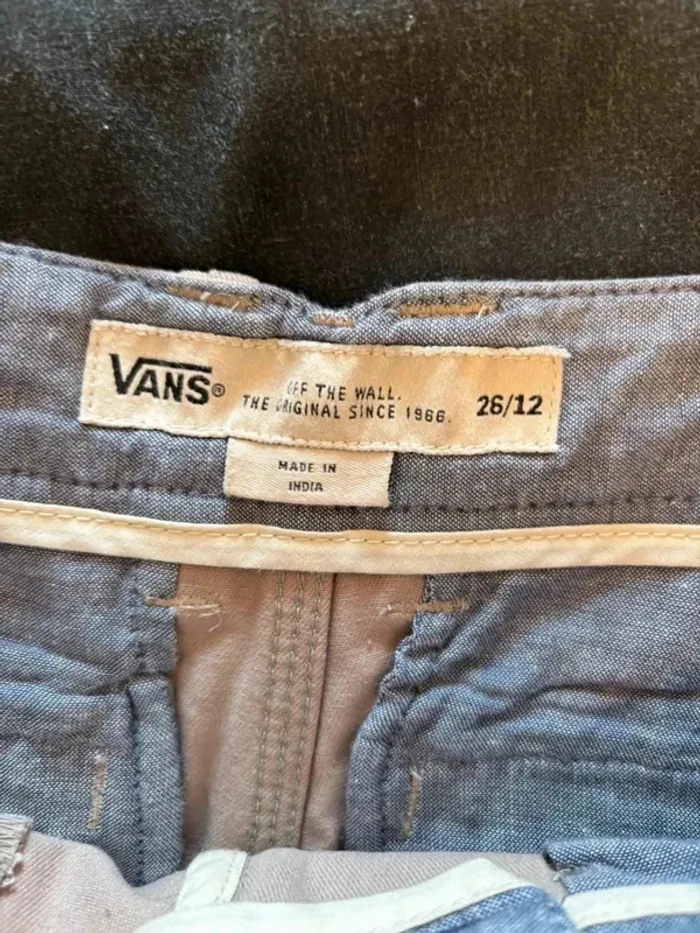 VANS®
OFF THE WALL.
THE ORIGINAL SINCE 1966.
26/12
MADE IN
INDIA